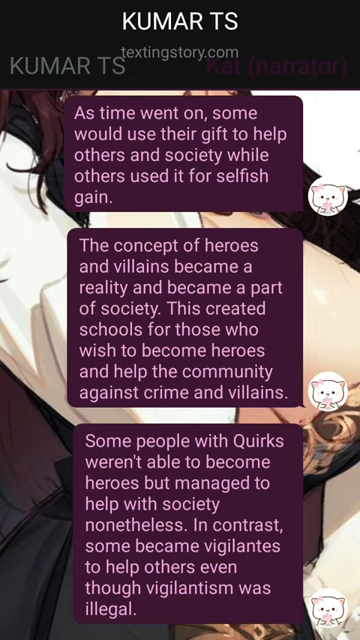 KUMAR TS
textingstory.com
KUMAR TS
Kat (narrator)
As time went on, some
would use their gift to help
others and society while
others used it for selfish
gain.
The concept of heroes
and villains became a
reality and became a part
of society. This created
schools for those who
wish to become heroes
and help the community
against crime and villains.
Some people with Quirks
weren't able to become
heroes but managed to
help with society
nonetheless. In contrast,
some became vigilantes
to help others even
though vigilantism was
illegal.